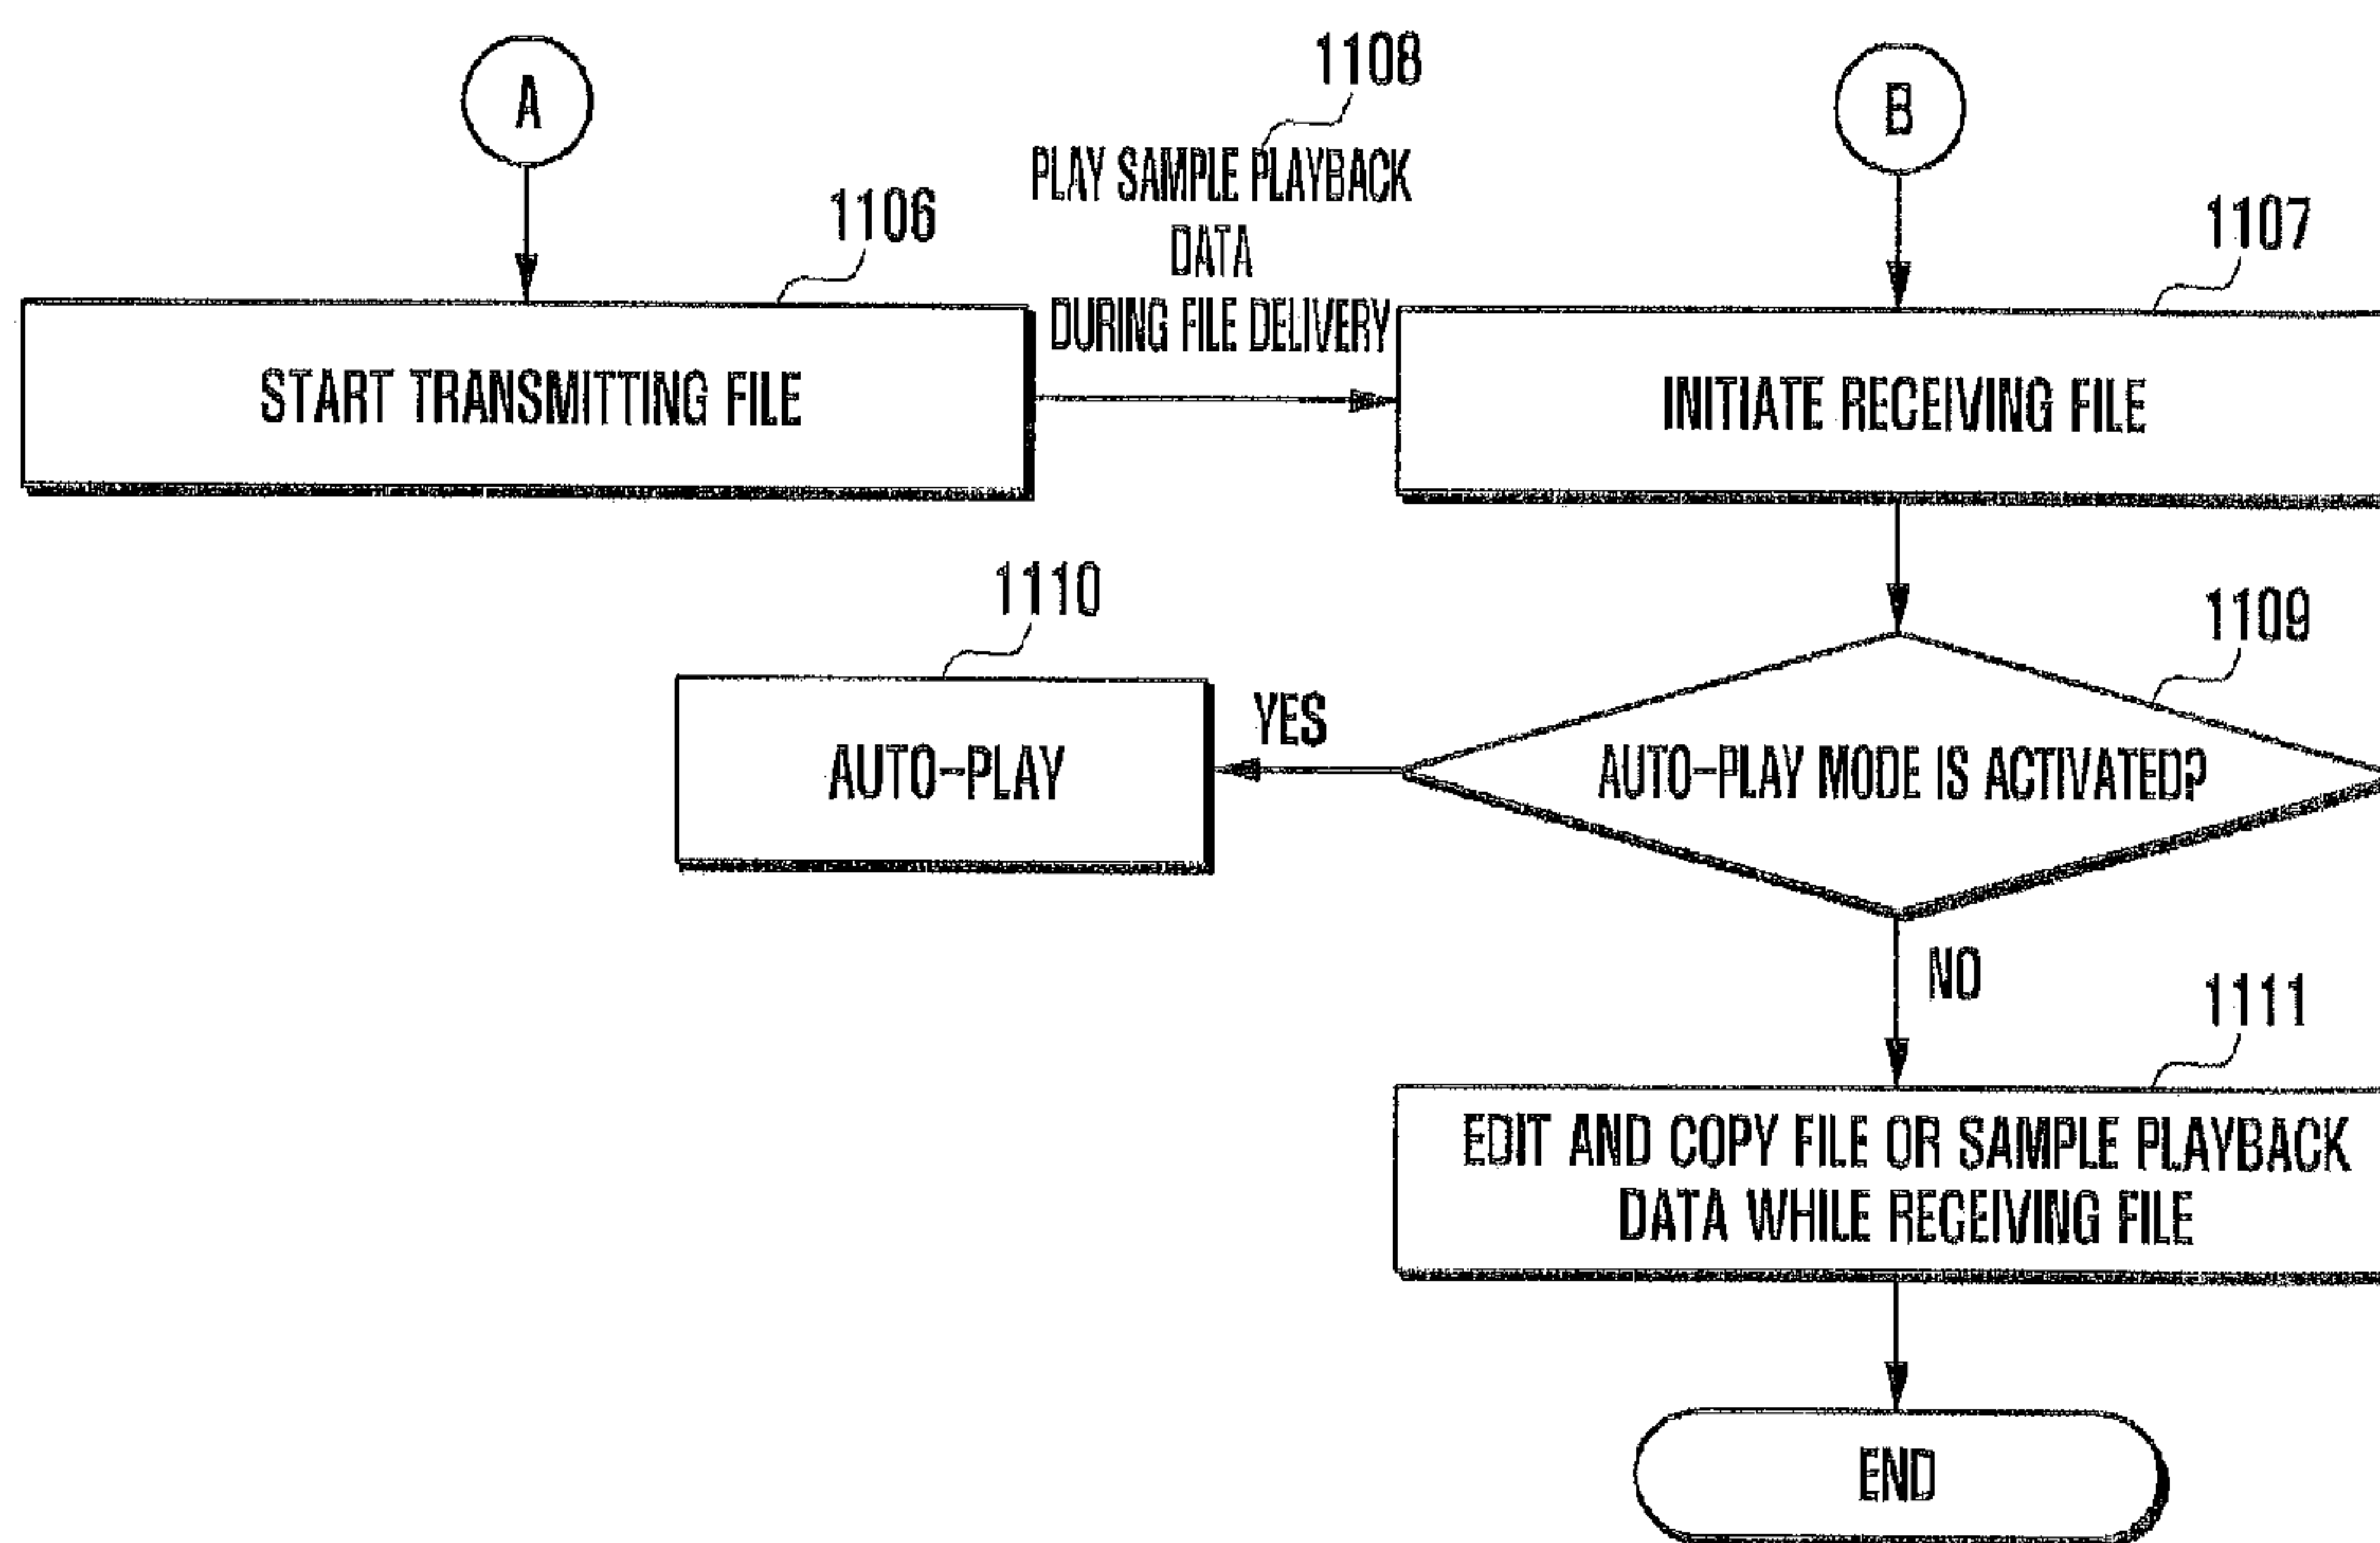 A
1106
START TRANSMITTING FILE
1108
PLAY SAMPLE PLAYBACK
DATA
DURING FILE DELIVERY
B
1107
INITIATE RECEIVING FILE
1109
AUTO-PLAY MODE IS ACTIVATED?
YES
1110
AUTO-PLAY
NO
1111
EDIT AND COPY FILE OR SAMPLE PLAYBACK
DATA WHILE RECEIVING FILE
END